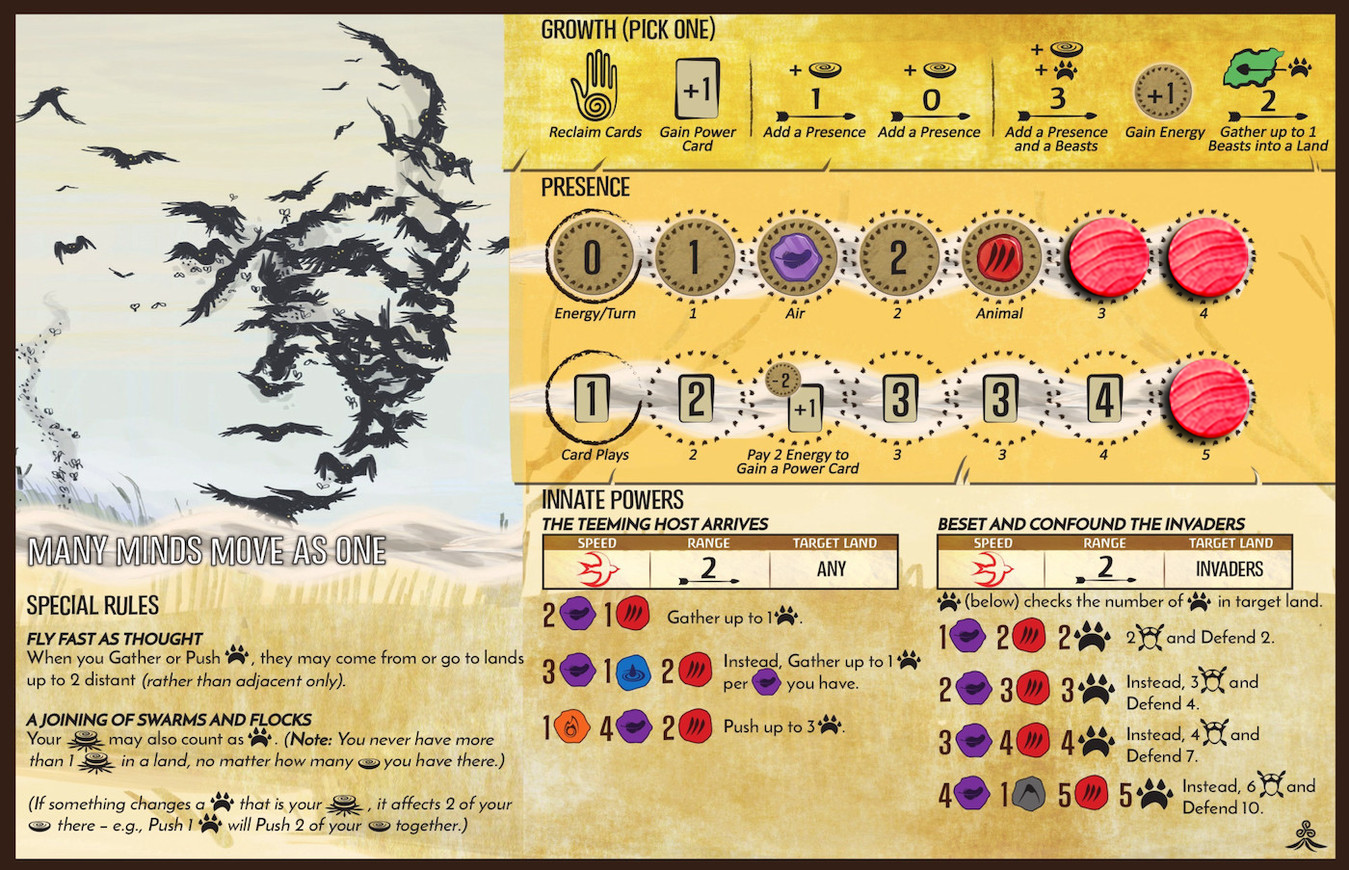 GROWTH (PICK ONE)
+1
+
1
+
0
+
+
3
+1
2
Reclaim Cards
Gain Power
Card
Add a Presence
Add a Presence
Add a Presence
and a Beasts
Gain Energy
Gather up to 1
Beasts into a Land
PRESENCE
0
1
2
Energy/Turn
1
Air
2
Animal
3
4
1
2
-2
+1
3
3
4
Card Plays
2
Pay 2 Energy to
Gain a Power Card
3
3
4
5
MANY MINDS MOVE AS ONE
SPECIAL RULES
FLY FAST AS THOUGHT
When you Gather or Push , they may come from or go to lands
up to 2 distant (rather than adjacent only).
A JOINING OF SWARMS AND FLOCKS
Your may also count as . (Note: You never have more
than 1 in a land, no matter how many you have there.)
(If something changes a that is your , it affects 2 of your
there – e.g., Push 1 will Push 2 of your together.)
INNATE POWERS
THE TEEMING HOST ARRIVES
SPEED RANGE TARGET LAND
2 ANY
2 1 Gather up to 1 .
3 1 2 Instead, Gather up to 1
per you have.
1 4 2 Push up to 3 .
BESET AND CONFOUND THE INVADERS
SPEED RANGE TARGET LAND
2 INVADERS
(below) checks the number of in target land.
1 2 2 2 and Defend 2.
2 3 3 Instead, 3 and
Defend 4.
3 4 4 Instead, 4 and
Defend 7.
4 1 5 5 Instead, 6 and
Defend 10.